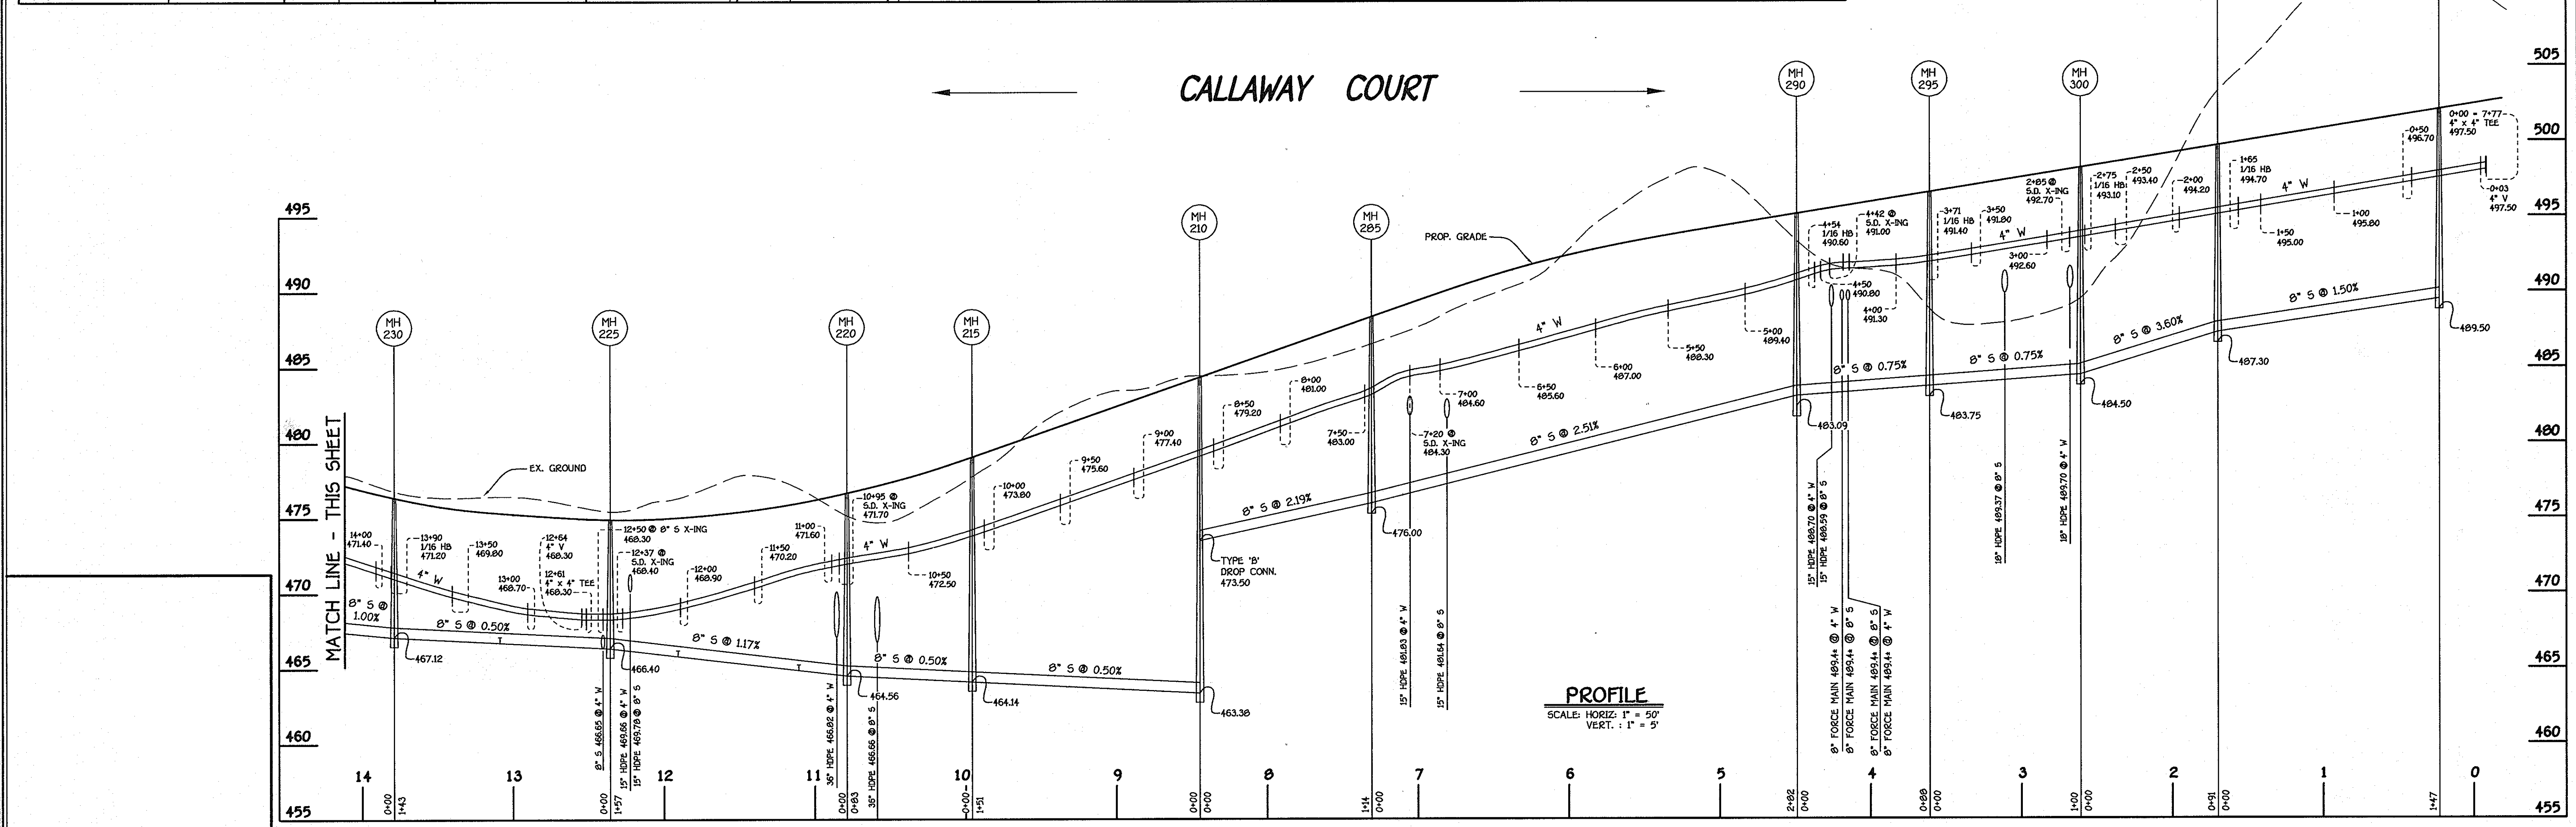 CALLAWAY COURT
505
500
495
490
485
480
475
470
465
460
455
495
490
485
480
475
470
465
460
455
MATCH LINE - THIS SHEET
MH
230
MH
225
MH
220
MH
215
MH
210
MH
285
MH
290
MH
295
MH
300
EX. GROUND
PROP. GRADE
14+00
471.40
13+90
1/16 HB
471.20
13+50
469.80
13+00
468.70
12+64
4" V
468.30
12+61
4" x 4" TEE
468.30
12+50 @ 8" S X-ING
468.30
12+37 @
S.D. X-ING
468.40
12+00
468.90
11+50
470.20
11+00
471.60
10+95 @
S.D. X-ING
471.70
10+50
472.50
10+00
473.80
9+50
475.60
9+00
477.40
8+50
479.20
8+00
481.00
7+50
483.00
7+20 @
S.D. X-ING
484.30
7+00
484.60
6+50
485.60
6+00
487.00
5+50
488.30
5+00
489.40
4+54
1/16 HB
490.60
4+50
490.80
4+42 @
S.D. X-ING
491.00
4+00
491.30
3+71
1/16 HB
491.40
3+50
491.80
3+00
492.60
2+85 @
S.D. X-ING
492.70
2+75
1/16 HB
493.10
2+50
493.40
2+00
494.20
1+65
1/16 HB
494.70
1+50
495.00
1+00
495.80
0+50
496.70
0+00 = 7+77
4" x 4" TEE
497.50
0+03
4" V
497.50
4" W
4" W
4" W
4" W
4" W
8" S @
1.00%
8" S @ 0.50%
8" S @ 1.17%
8" S @ 0.50%
8" S @ 0.50%
8" S @ 2.19%
8" S @ 2.51%
8" S @ 0.75%
8" S @ 0.75%
8" S @ 3.60%
8" S @ 1.50%
467.12
466.40
464.56
464.14
463.38
TYPE 'B'
DROP CONN.
473.50
476.00
483.09
483.75
484.50
487.30
489.50
8" S 466.65 @ 4" W
15" HDPE 469.66 @ 4" W
15" HDPE 469.78 @ 8" S
36" HDPE 466.82 @ 4" W
36" HDPE 466.66 @ 8" S
15" HDPE 481.83 @ 4" W
15" HDPE 481.64 @ 8" S
15" HDPE 488.70 @ 4" W
15" HDPE 488.59 @ 8" S
8" FORCE MAIN 489.4± @ 4" W
8" FORCE MAIN 489.4± @ 8" S
8" FORCE MAIN 489.4± @ 8" S
8" FORCE MAIN 489.4± @ 4" W
18" HDPE 489.37 @ 8" S
18" HDPE 489.70 @ 4" W
PROFILE
SCALE: HORIZ: 1" = 50'
VERT. : 1" = 5'
14
13
12
11
10
9
8
7
6
5
4
3
2
1
0
0+00
1+43
0+00
1+57
0+00
0+83
0+00
1+51
0+00
0+00
1+14
0+00
2+82
0+00
0+88
0+00
1+00
0+00
0+91
0+00
1+47